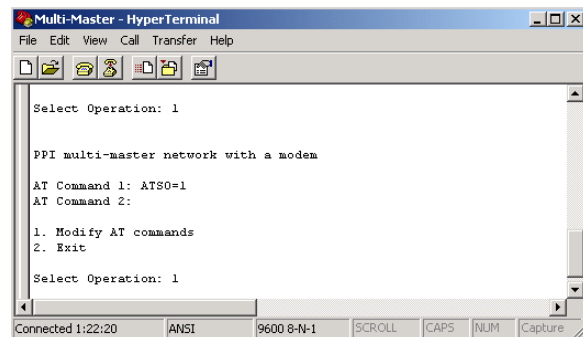 Multi-Master - HyperTerminal
File Edit View Call Transfer Help
Select Operation: 1
PPI multi-master network with a modem
AT Command 1: ATS0=1
AT Command 2:
1. Modify AT commands
2. Exit
Select Operation: 1
Connected 1:22:20 ANSI 9600 8-N-1 SCROLL CAPS NUM Capture